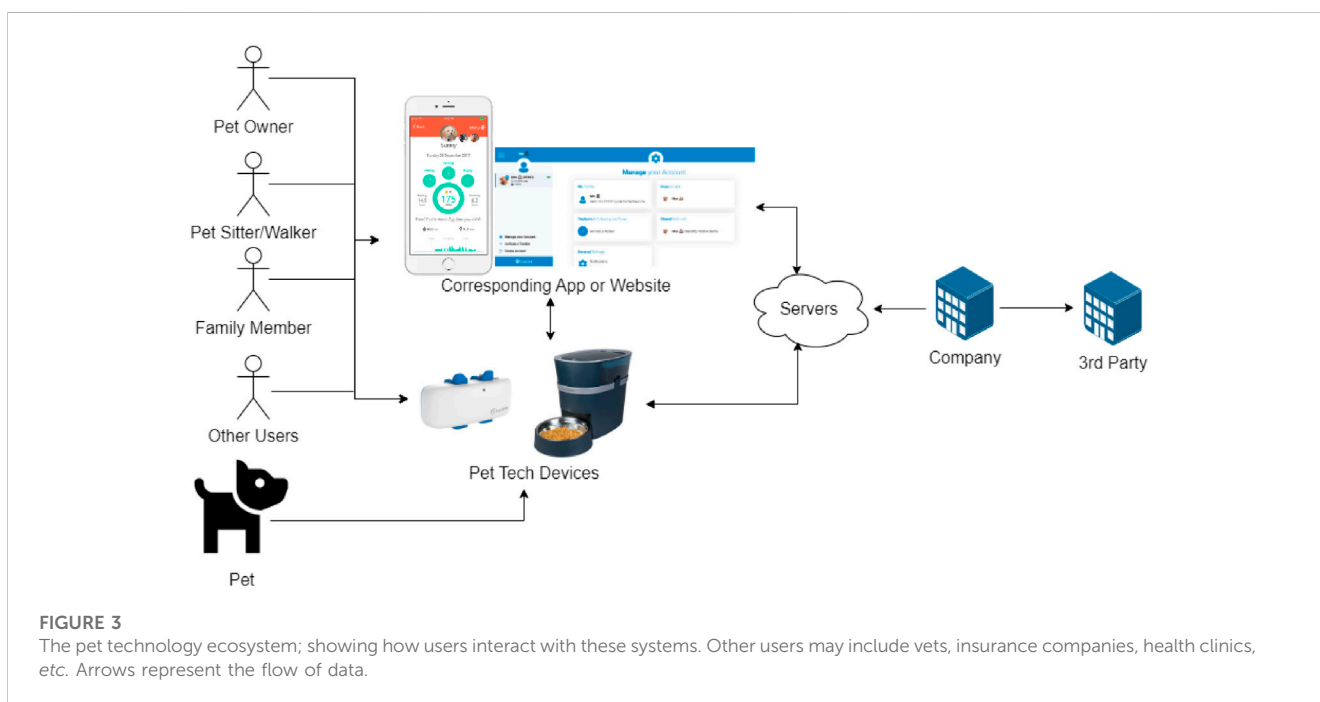 Pet Owner
Pet Sitter/Walker
Family Member
Other Users
Pet
Sunny
175
Manage your Account
Corresponding App or Website
Pet Tech Devices
Servers
Company
3rd Party
FIGURE 3
The pet technology ecosystem; showing how users interact with these systems. Other users may include vets, insurance companies, health clinics,
etc. Arrows represent the flow of data.